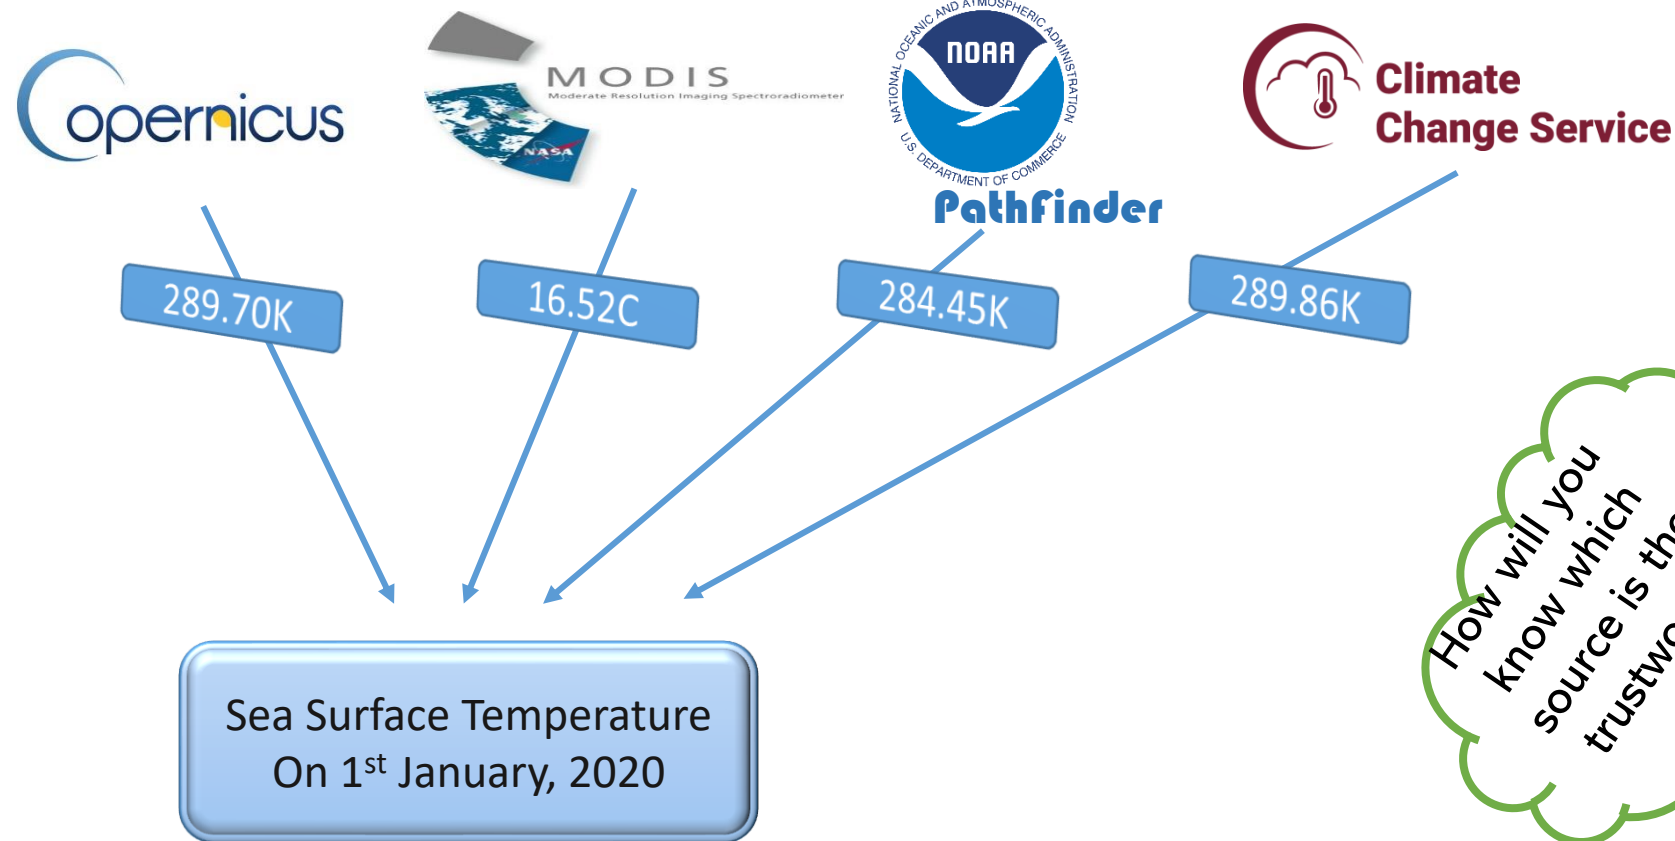 Copernicus
MODIS
Moderate Resolution Imaging Spectroradiometer
NASA
NATIONAL OCEANIC AND ATMOSPHERIC ADMINISTRATION
NOAA
U.S. DEPARTMENT OF COMMERCE
Pathfinder
Climate
Change Service
289.70K
16.52C
284.45K
289.86K
How will you
know which
source is
Sea Surface Temperature
On 1st January, 2020